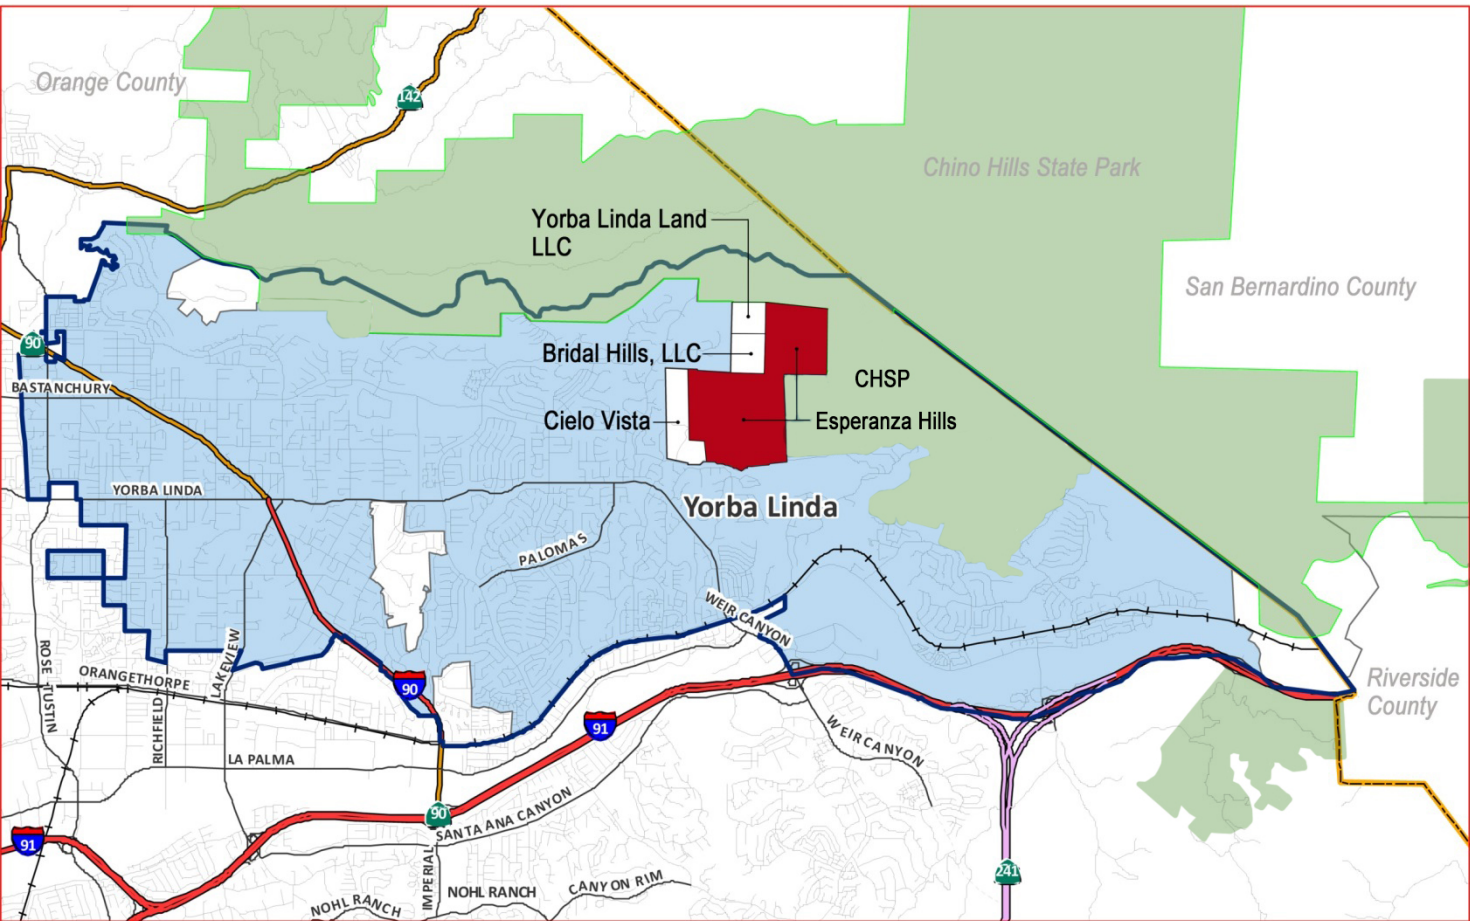 Orange County
142
Chino Hills State Park
Yorba Linda Land
LLC
San Bernardino County
90
Bridal Hills, LLC
BASTANCHURY
CHSP
Cielo Vista
Esperanza Hills
YORBA LINDA
Yorba Linda
PALOMAS
WEIR CANYON
ROSE - TUSTIN
LAKEVIEW
ORANGETHORPE
90
Riverside
County
RICHFIELD
91
WEIR CANYON
LA PALMA
90
SANTA ANA CANYON
91
241
IMPERIAL
NOHL RANCH
CANYON RIM
NOHL RANCH